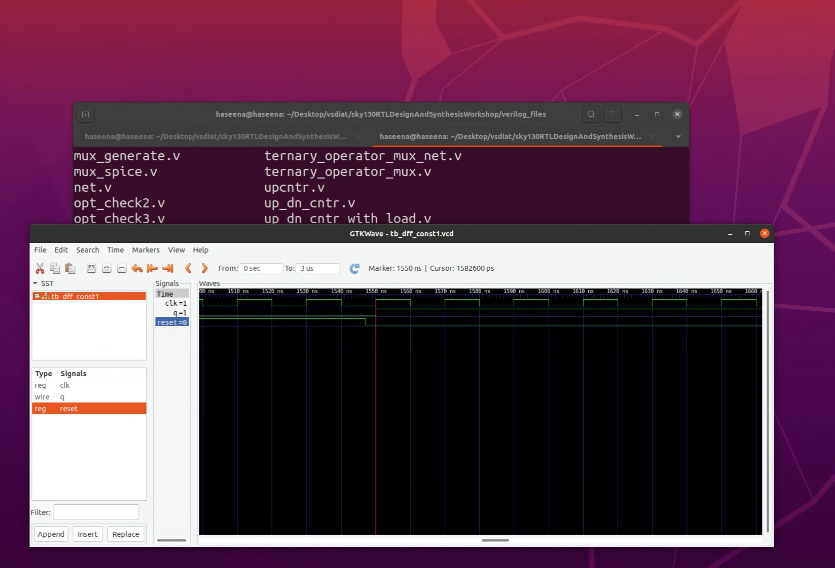 haseena@haseena: ~/Desktop/vsdiat/sky130RTLDesignAndSynthesisWorkshop/verilog_files
haseena@haseena: ~/Desktop/vsdiat/sky130RTLDesignAndSynthesisW... haseena@haseena: ~/Desktop/vsdiat/sky130RTLDesignAndSynthesisW...
mux_generate.v ternary_operator_mux_net.v
mux_spice.v ternary_operator_mux.v
net.v upcntr.v
opt_check2.v up_dn_cntr.v
opt_check3.v up_dn_cntr_with_load.v
GTKWave - tb_dff_const1.vcd
File Edit Search Time Markers View Help
From: 0 sec To: 3 us Marker: 1550 ns | Cursor: 1582600 ps
SST
tb_dff_const1
Type Signals
reg clk
wire q
reg reset
Filter:
Append Insert Replace
Signals
Time
clk =1
q =1
reset =0
Waves
00 ns 1510 ns 1520 ns 1530 ns 1540 ns 1550 ns 1560 ns 1570 ns 1580 ns 1590 ns 1600 ns 1610 ns 1620 ns 1630 ns 1640 ns 1650 ns 1660 n